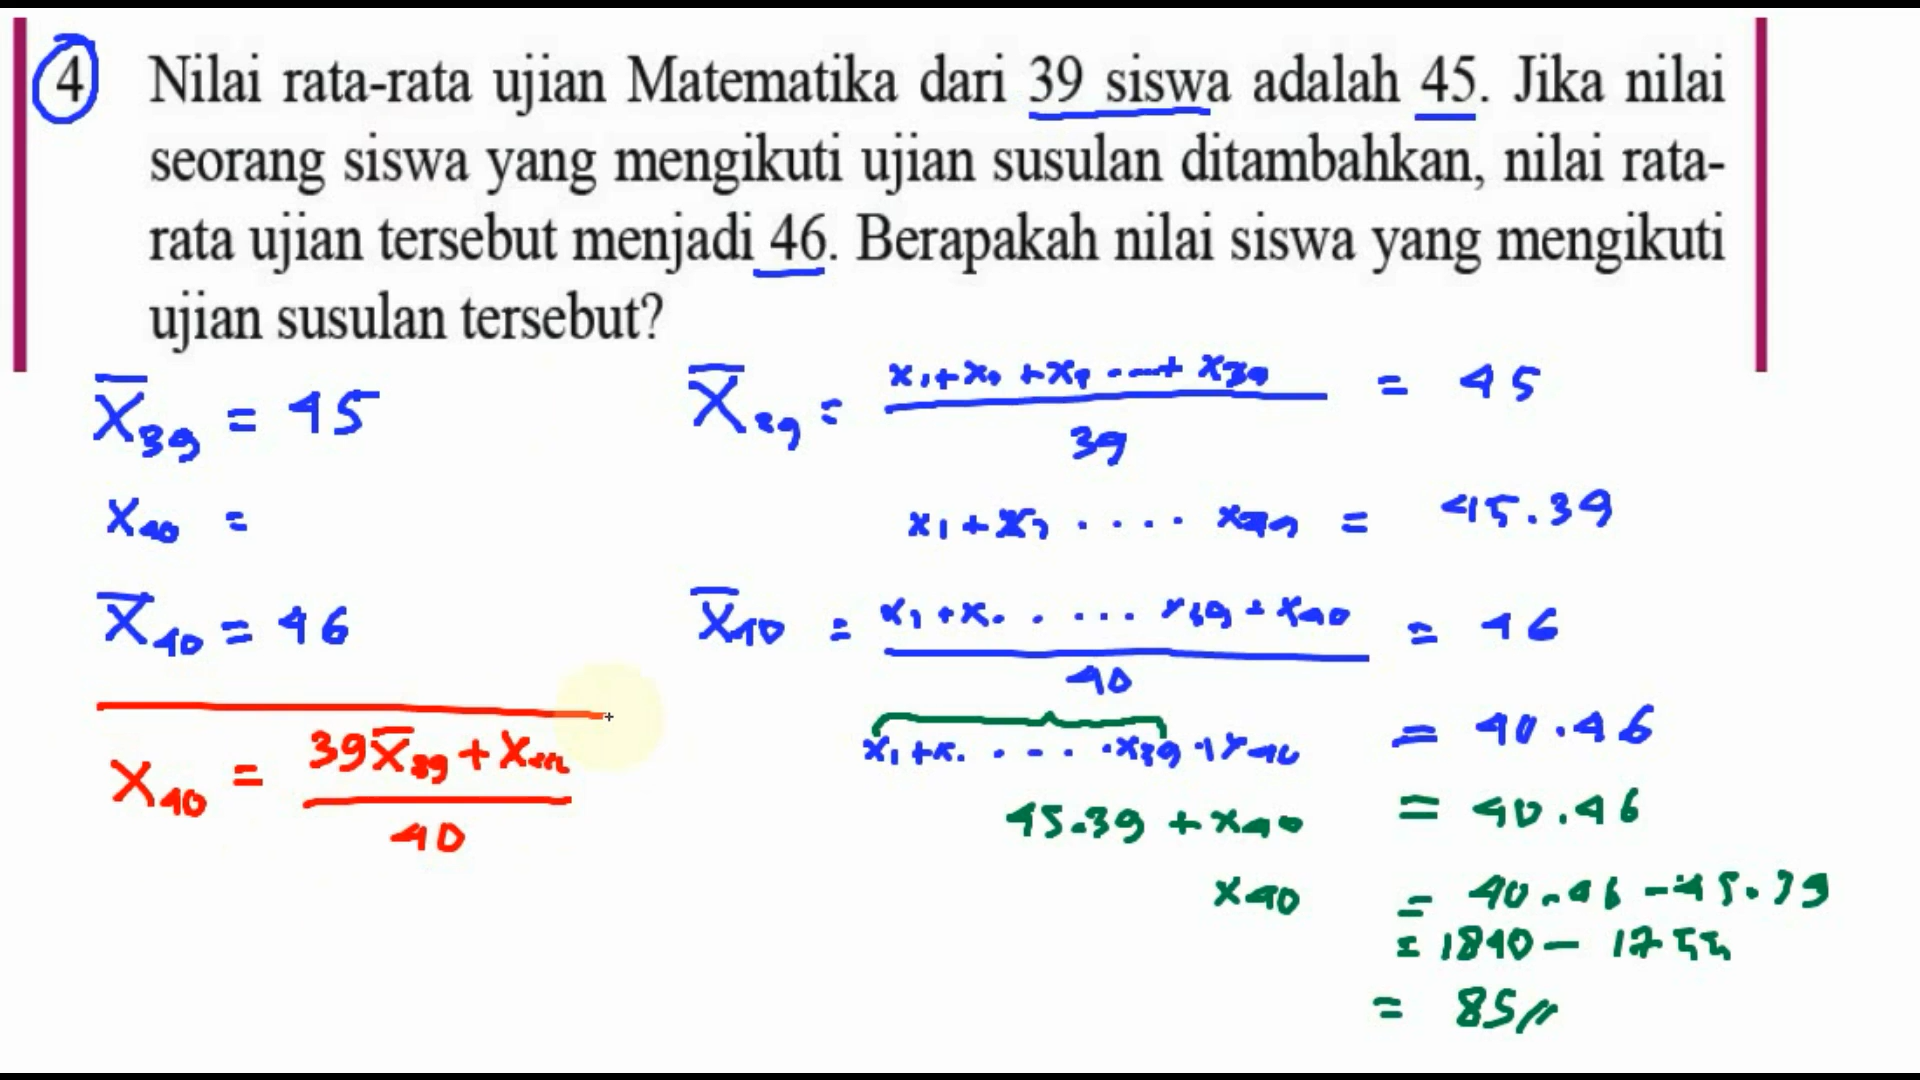 4 Nilai rata-rata ujian Matematika dari 39 siswa adalah 45. Jika nilai
seorang siswa yang mengikuti ujian susulan ditambahkan, nilai rata-
rata ujian tersebut menjadi 46. Berapakah nilai siswa yang mengikuti
ujian susulan tersebut?
X̄39 = 45
x40 =
X̄40 = 46
X40 = (39X̄39 + X40)/40
X̄39 = (x1 + x2 + x3 ....+ x39)/39 = 45
x1 + x2 .... x39 = 45.39
X̄40 = (x1 + x2 .... x39 + x40)/40 = 46
x1 + x2 .... x39 + x40 = 40.46
45.39 + x40 = 40.46
x40 = 40.46 - 45.39
= 1840 - 1755
= 85